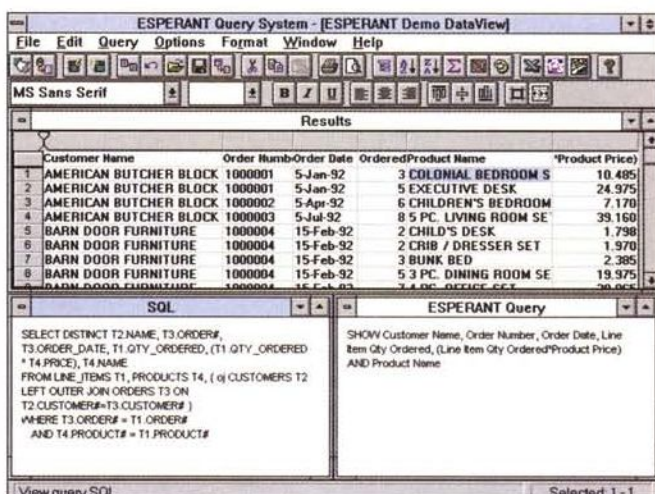 ESPERANT Query System - [ESPERANT Demo DataView]
File Edit Query Options Format Window Help
MS Sans Serif B I U
Results
Customer Name Order Numb Order Date Ordered Product Name *Product Price)
1 AMERICAN BUTCHER BLOCK 1000001 5-Jan-92 3 COLONIAL BEDROOM S 10.485
2 AMERICAN BUTCHER BLOCK 1000001 5-Jan-92 5 EXECUTIVE DESK 24.975
3 AMERICAN BUTCHER BLOCK 1000002 5-Apr-92 6 CHILDREN'S BEDROOM 7.170
4 AMERICAN BUTCHER BLOCK 1000003 5-Jul-92 8 5 PC. LIVING ROOM SE 39.160
5 BARN DOOR FURNITURE 1000004 15-Feb-92 2 CHILD'S DESK 1.798
6 BARN DOOR FURNITURE 1000004 15-Feb-92 2 CRIB / DRESSER SET 1.970
7 BARN DOOR FURNITURE 1000004 15-Feb-92 3 BUNK BED 2.385
8 BARN DOOR FURNITURE 1000004 15-Feb-92 5 3 PC. DINING ROOM SE 19.975
SQL
SELECT DISTINCT T2.NAME, T3.ORDER#,
T3.ORDER_DATE, T1.QTY_ORDERED, (T1.QTY_ORDERED
* T4.PRICE), T4.NAME
FROM LINE_ITEMS T1, PRODUCTS T4, { oj CUSTOMERS T2
LEFT OUTER JOIN ORDERS T3 ON
T2.CUSTOMER#=T3.CUSTOMER# }
WHERE T3.ORDER# = T1.ORDER#
AND T4.PRODUCT# = T1.PRODUCT#
ESPERANT Query
SHOW Customer Name, Order Number, Order Date, Line
Item Qty Ordered, (Line Item Qty Ordered*Product Price)
AND Product Name
View query SQL Selected: 1 - 1